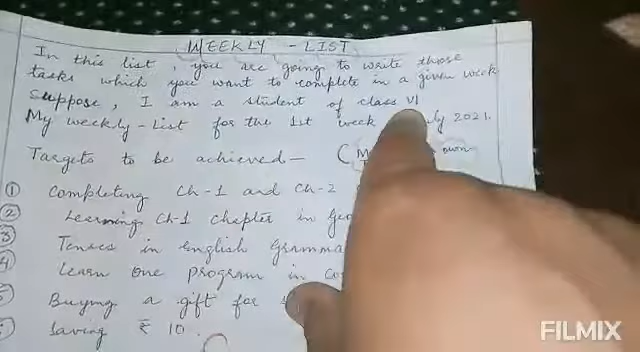 WEEKLY - LIST
In this list, you are going to write those
tasks which you want to complete in a given week
Suppose, I am a student of class VI
My weekly-List for the 1st week July 2021.
Targets to be achieved — own
① Completing Ch-1 and Ch-2
② Learning Ch-1 chapter in
③ Tenses in english
④ Learn one program in
Buying a gift for
Saving ₹ 10.
FILMIX